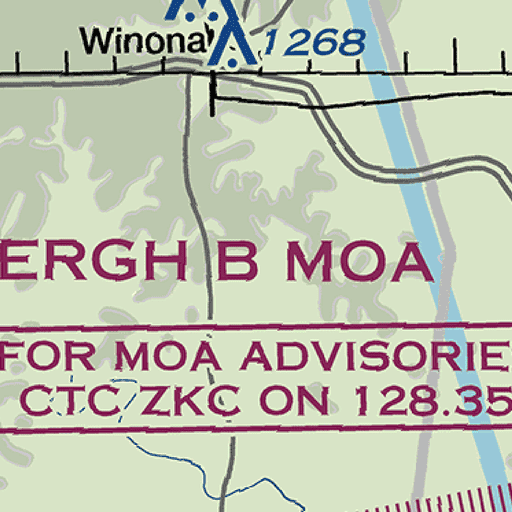 Winona
1268
ERGH B MOA
FOR MOA ADVISORIE
CTC ZKC ON 128.35